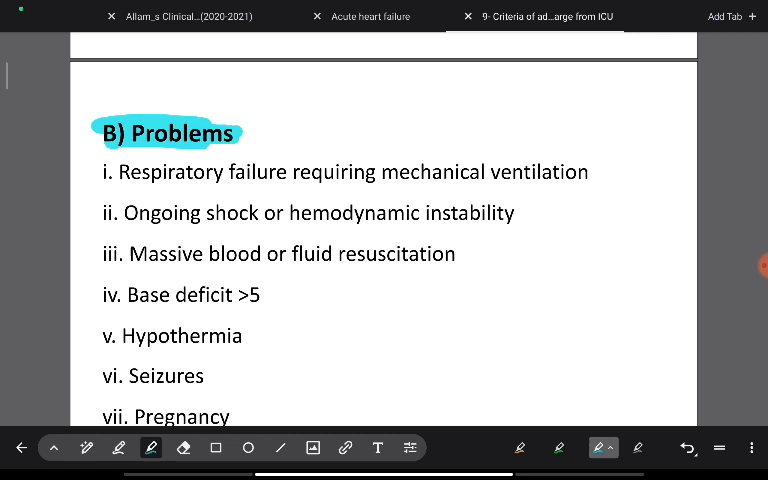 Allam_s Clinical...(2020-2021)
Acute heart failure
9- Criteria of ad...arge from ICU
Add Tab
B) Problems
i. Respiratory failure requiring mechanical ventilation
ii. Ongoing shock or hemodynamic instability
iii. Massive blood or fluid resuscitation
iv. Base deficit >5
v. Hypothermia
vi. Seizures
vii. Pregnancy
T